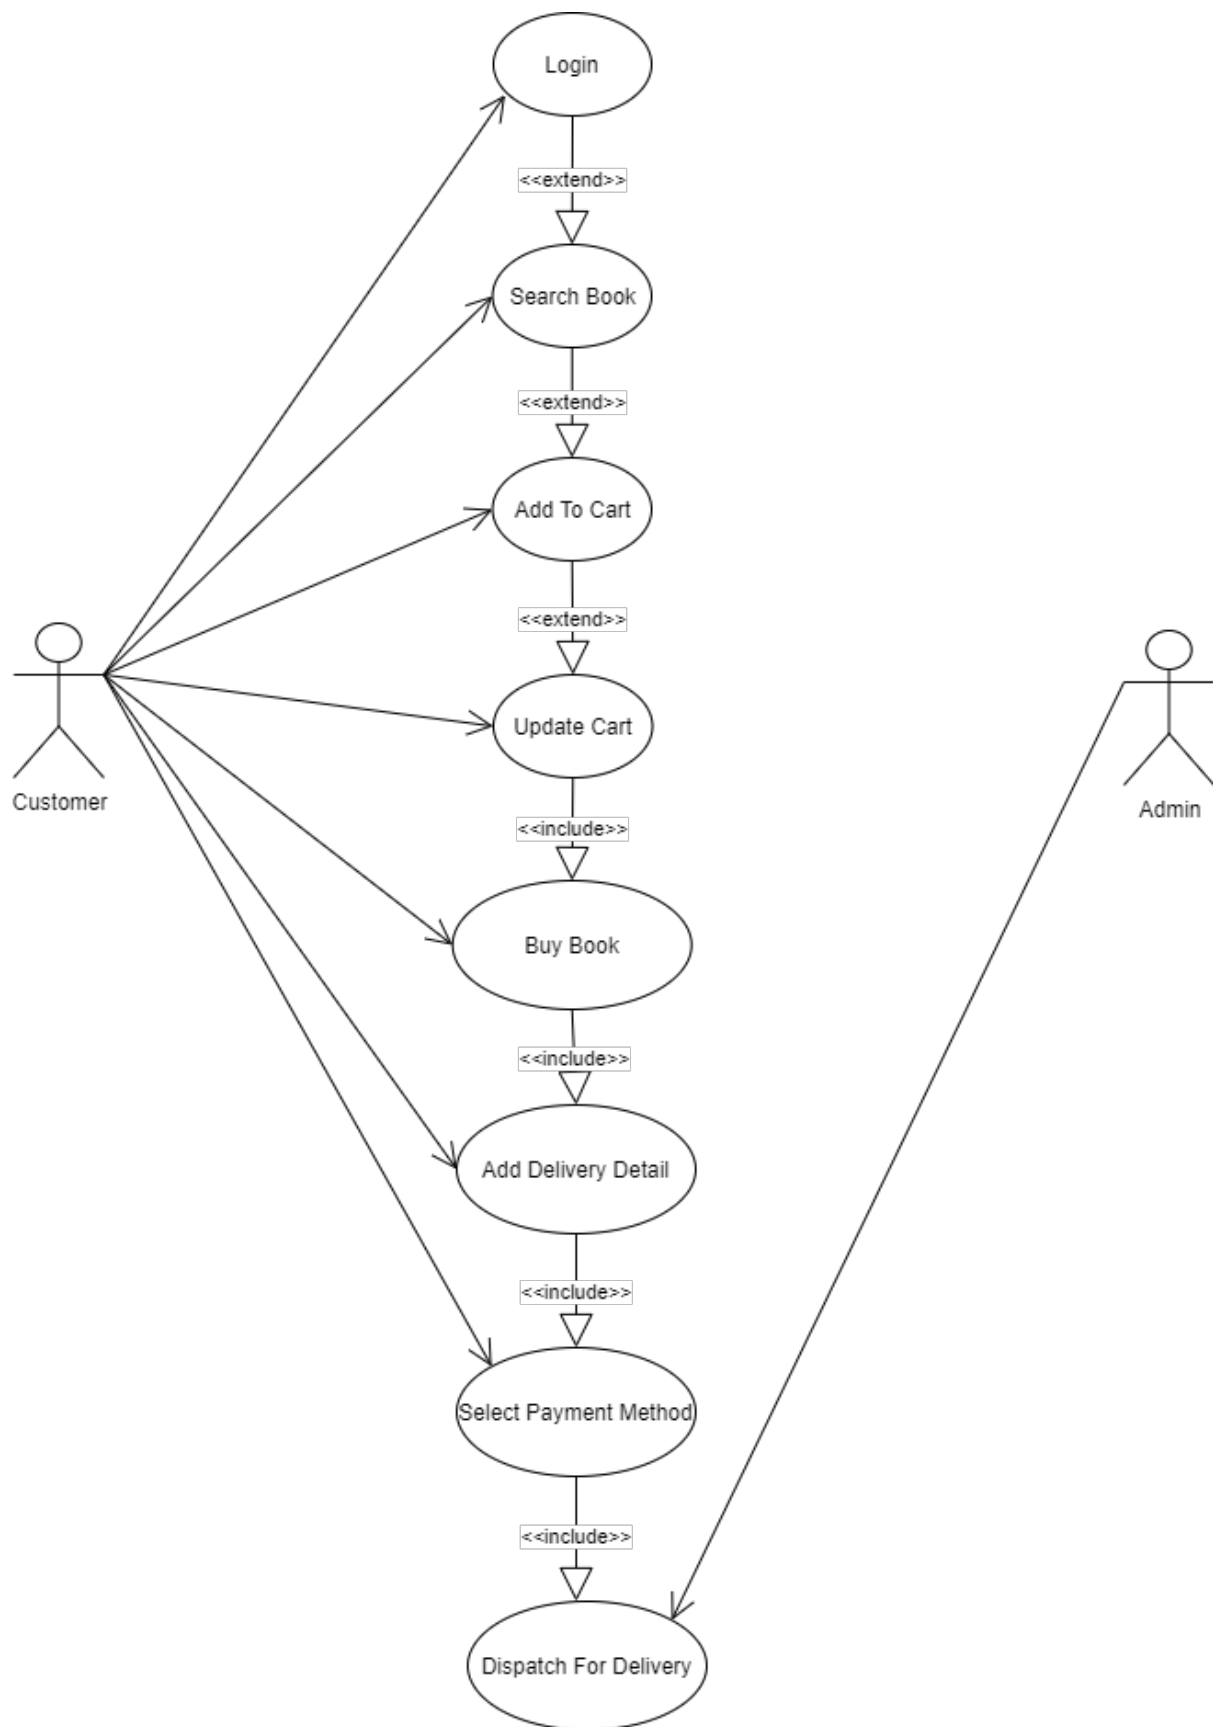 Login
<<extend>>
Search Book
<<extend>>
Add To Cart
<<extend>>
Update Cart
Customer
Admin
<<include>>
Buy Book
<<include>>
Add Delivery Detail
<<include>>
Select Payment Method
<<include>>
Dispatch For Delivery